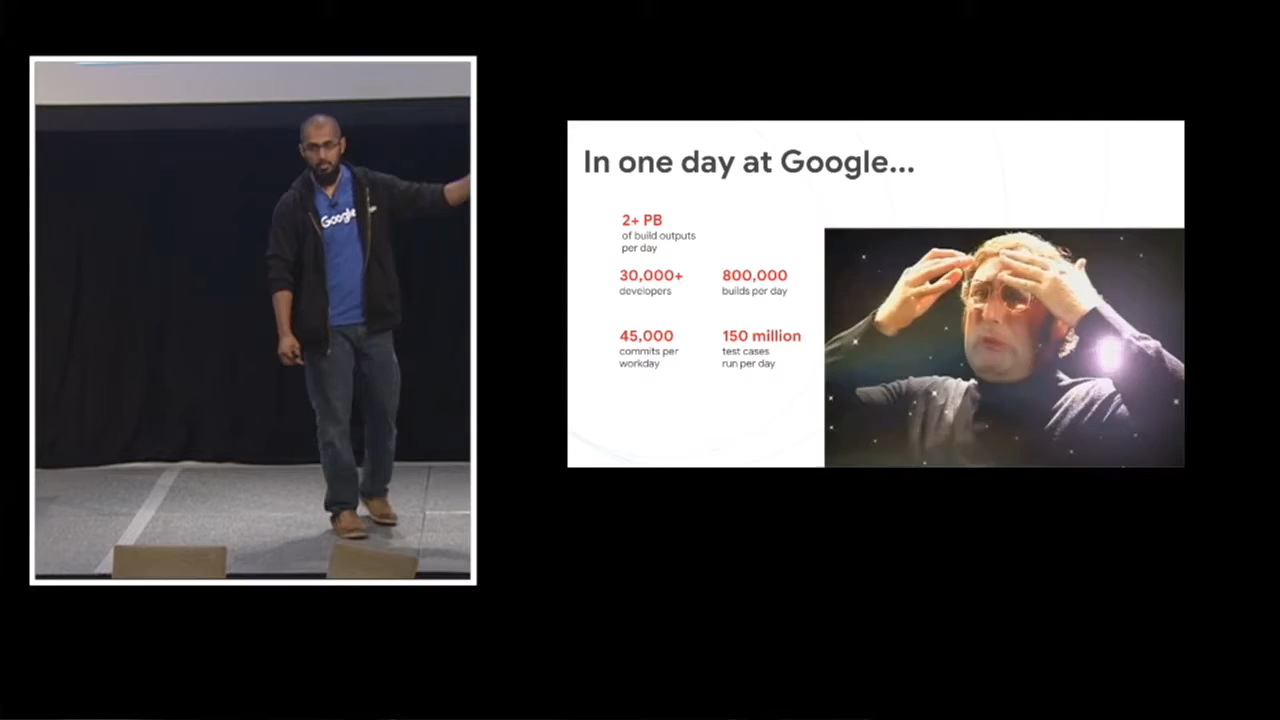 Google
In one day at Google...
2+ PB
of build outputs
per day
30,000+
developers
800,000
builds per day
45,000
commits per
workday
150 million
test cases
run per day